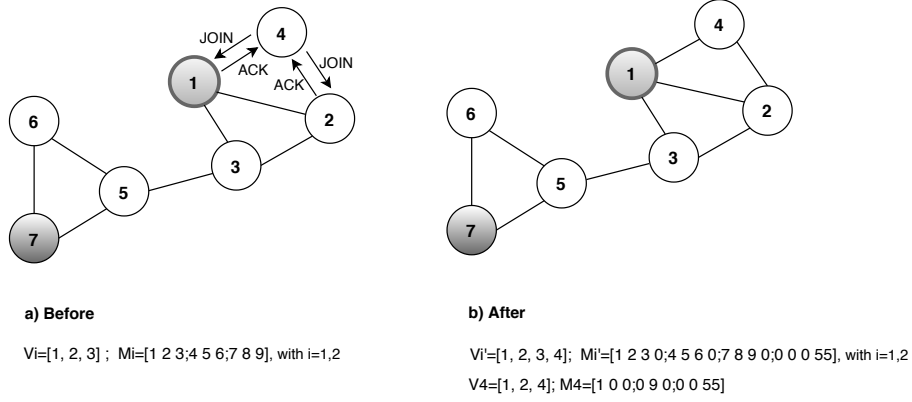 4
JOIN
JOIN
ACK
ACK
1
2
3
6
5
7
4
1
2
3
6
5
7
a) Before
b) After
Vi=[1, 2, 3] ; Mi=[1 2 3;4 5 6;7 8 9], with i=1,2
Vi'=[1, 2, 3, 4]; Mi'=[1 2 3 0;4 5 6 0;7 8 9 0;0 0 0 55], with i=1,2
V4=[1, 2, 4]; M4=[1 0 0;0 9 0;0 0 55]